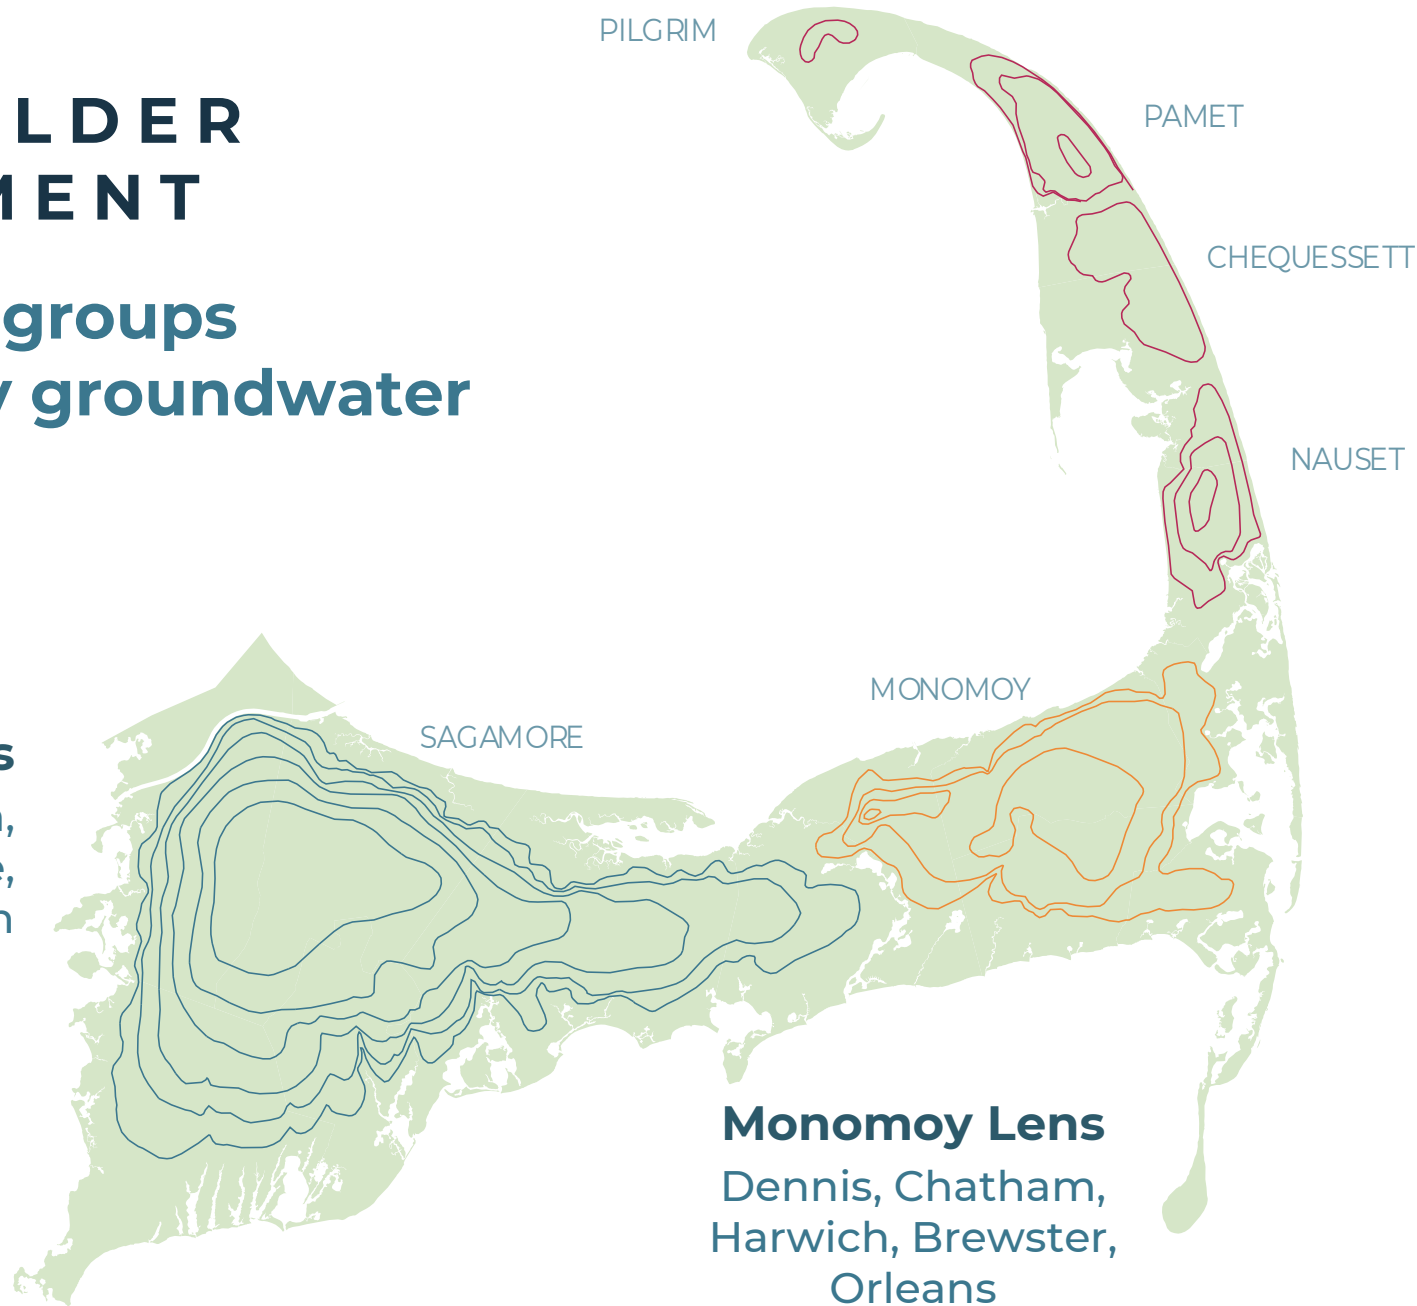 PILGRIM
LDER
PAMET
MENT
CHEQUESSETT
groups
y groundwater
NAUSET
MONOMOY
SAGAMORE
s
,
e,
n
Monomoy Lens
Dennis, Chatham,
Harwich, Brewster,
Orleans